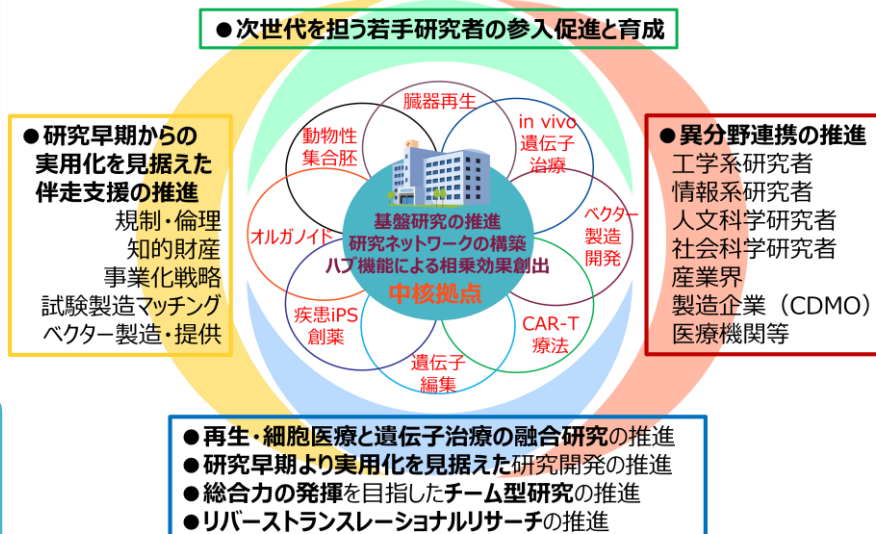 ●次世代を担う若手研究者の参入促進と育成
●研究早期からの
実用化を見据えた
伴走支援の推進
規制・倫理
知的財産
事業化戦略
試験製造マッチング
ベクター製造・提供
臓器再生
in vivo
遺伝子
治療
ベクター
製造
開発
CAR-T
療法
遺伝子
編集
疾患iPS
創薬
オルガノイド
動物性
集合胚
基盤研究の推進
研究ネットワークの構築
ハブ機能による相乗効果創出
中核拠点
●異分野連携の推進
工学系研究者
情報系研究者
人文科学研究者
社会科学研究者
産業界
製造企業（CDMO）
医療機関等
●再生・細胞医療と遺伝子治療の融合研究の推進
●研究早期より実用化を見据えた研究開発の推進
●総合力の発揮を目指したチーム型研究の推進
●リバーストランスレーショナルリサーチの推進